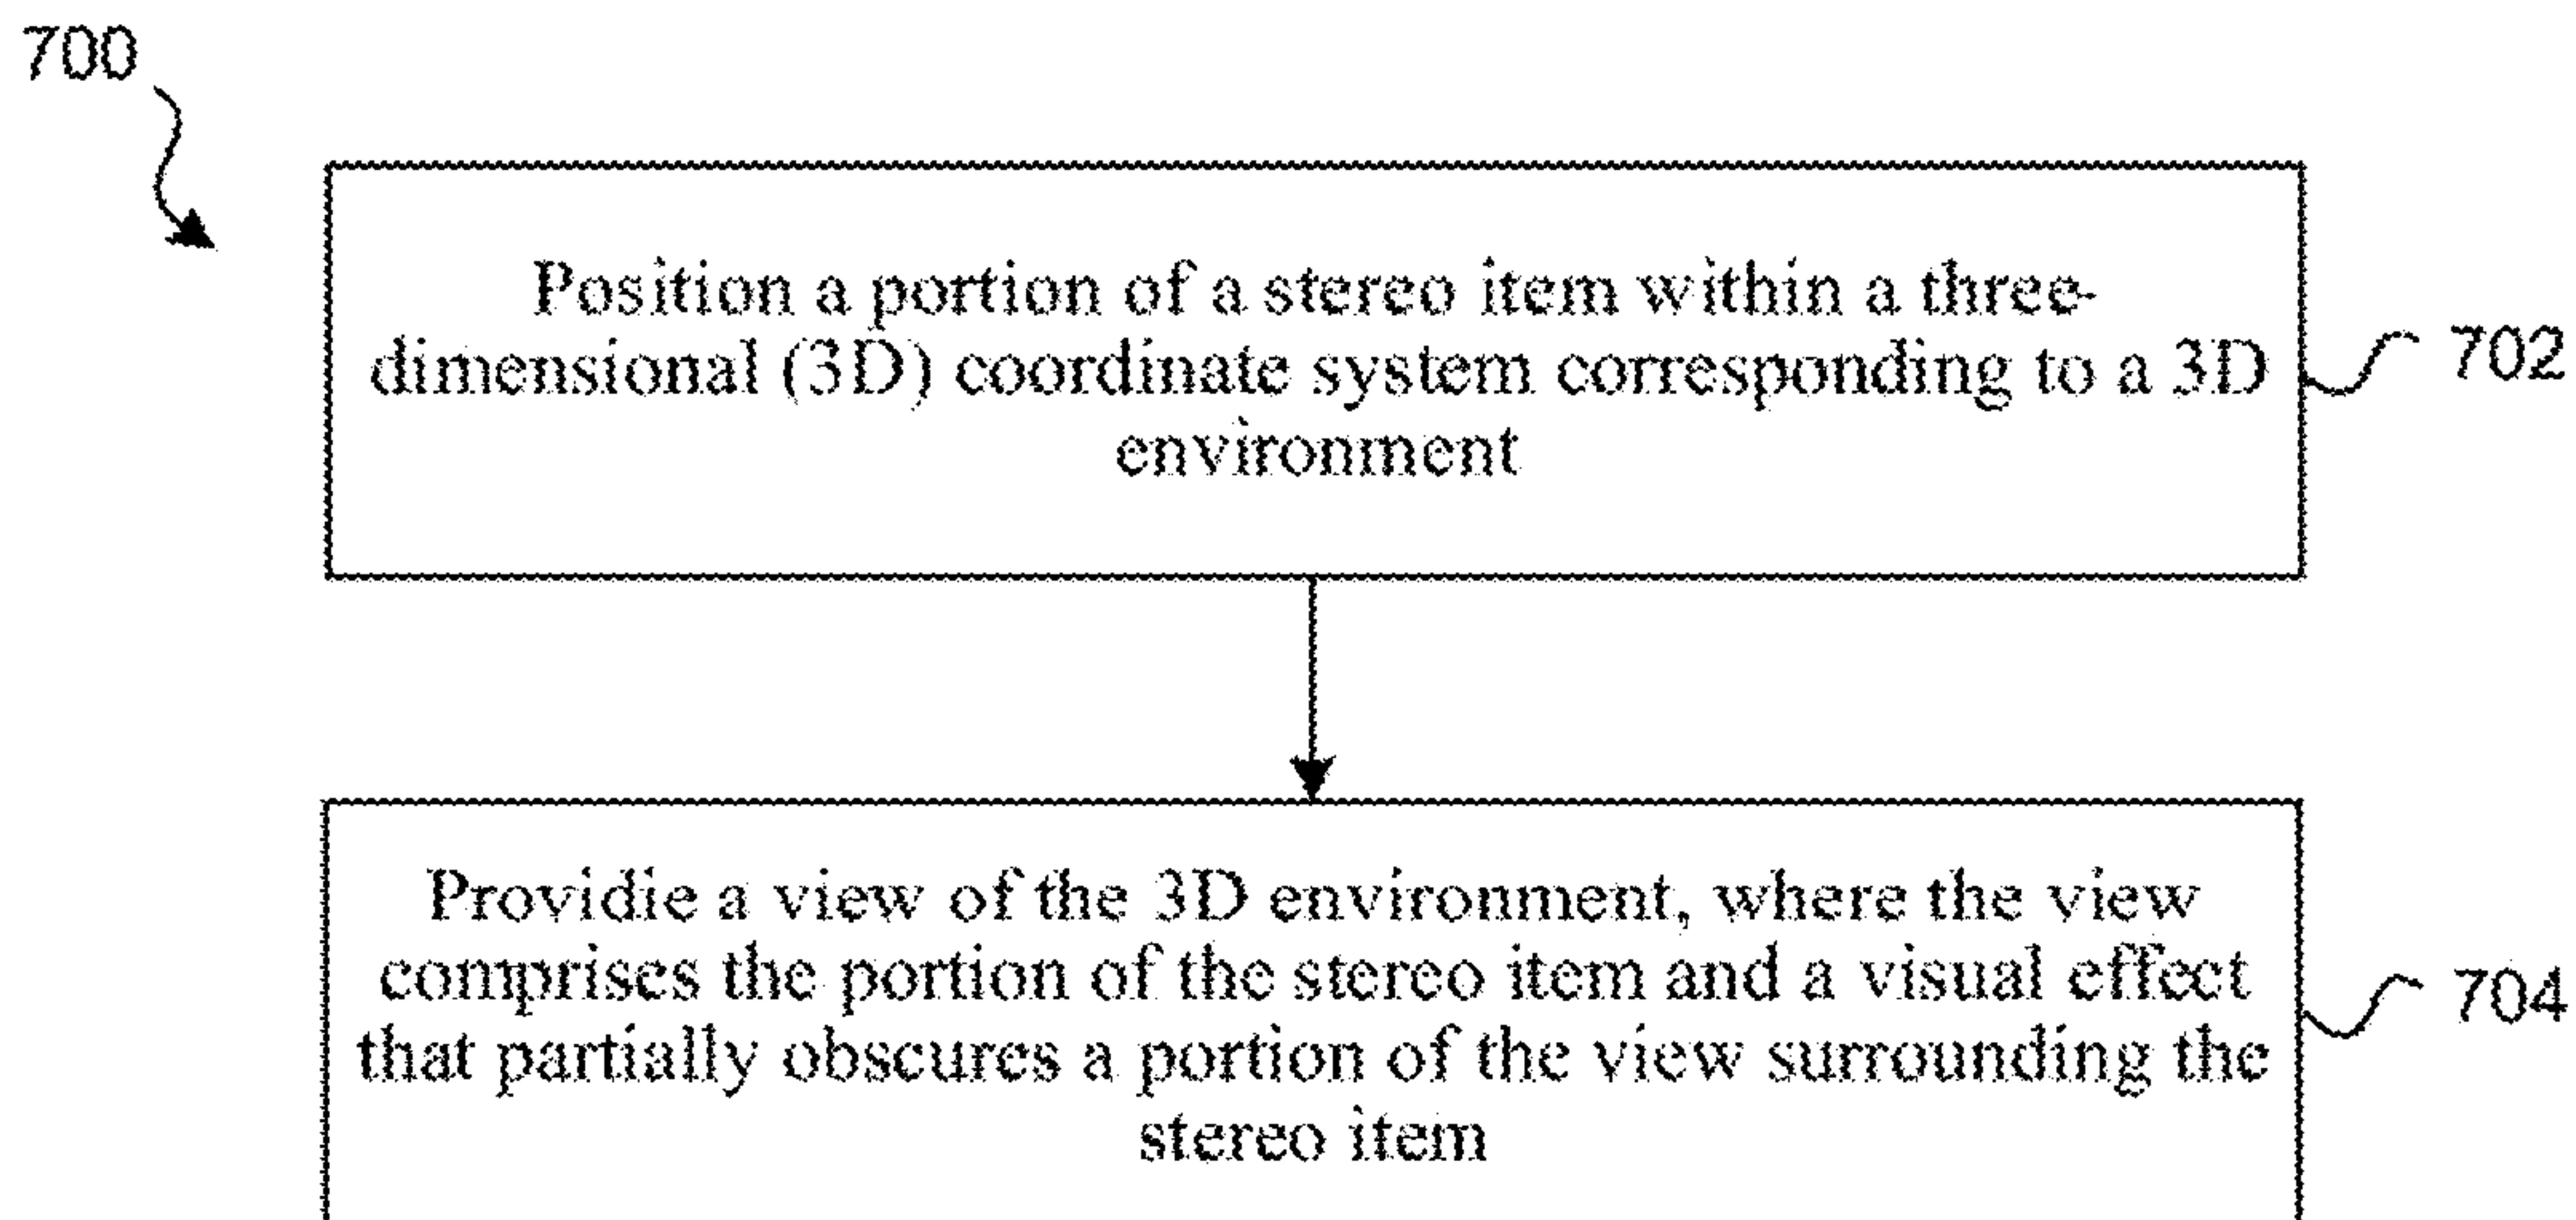 700
Position a portion of a stereo item within a three-
dimensional (3D) coordinate system corresponding to a 3D
environment
702
Providie a view of the 3D environment, where the view
comprises the portion of the stereo item and a visual effect
that partially obscures a portion of the view surrounding the
stereo item
704